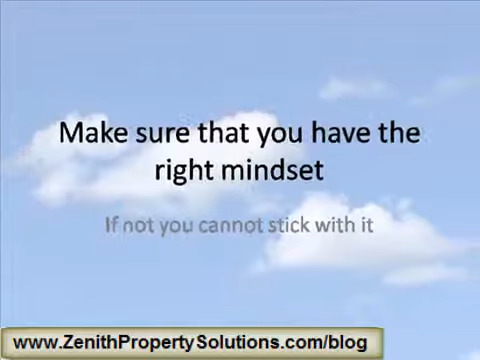 Make sure that you have the
right mindset
If not you cannot stick with it
www.ZenithPropertySolutions.com/blog